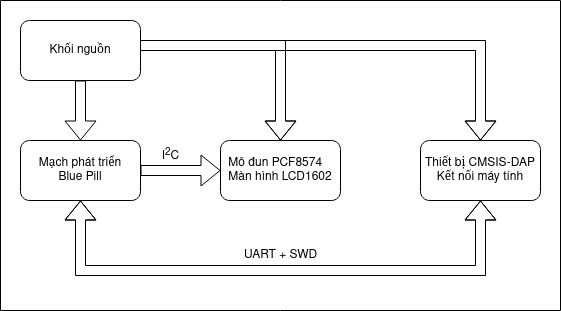 Khối nguồn
Mạch phát triển
Blue Pill
I²C
Mô đun PCF8574
Màn hình LCD1602
Thiết bị CMSIS-DAP
Kết nối máy tính
UART + SWD